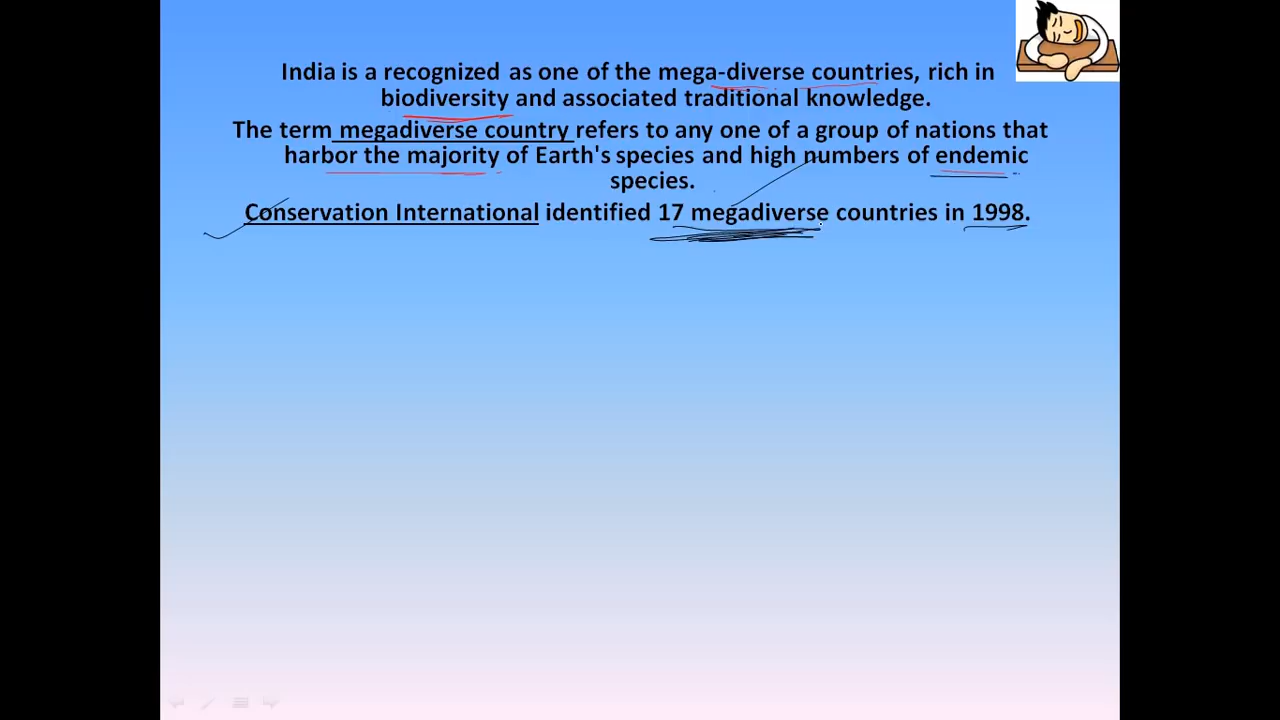 India is a recognized as one of the mega-diverse countries, rich in
biodiversity and associated traditional knowledge.
The term megadiverse country refers to any one of a group of nations that
harbor the majority of Earth's species and high numbers of endemic
species.
Conservation International identified 17 megadiverse countries in 1998.